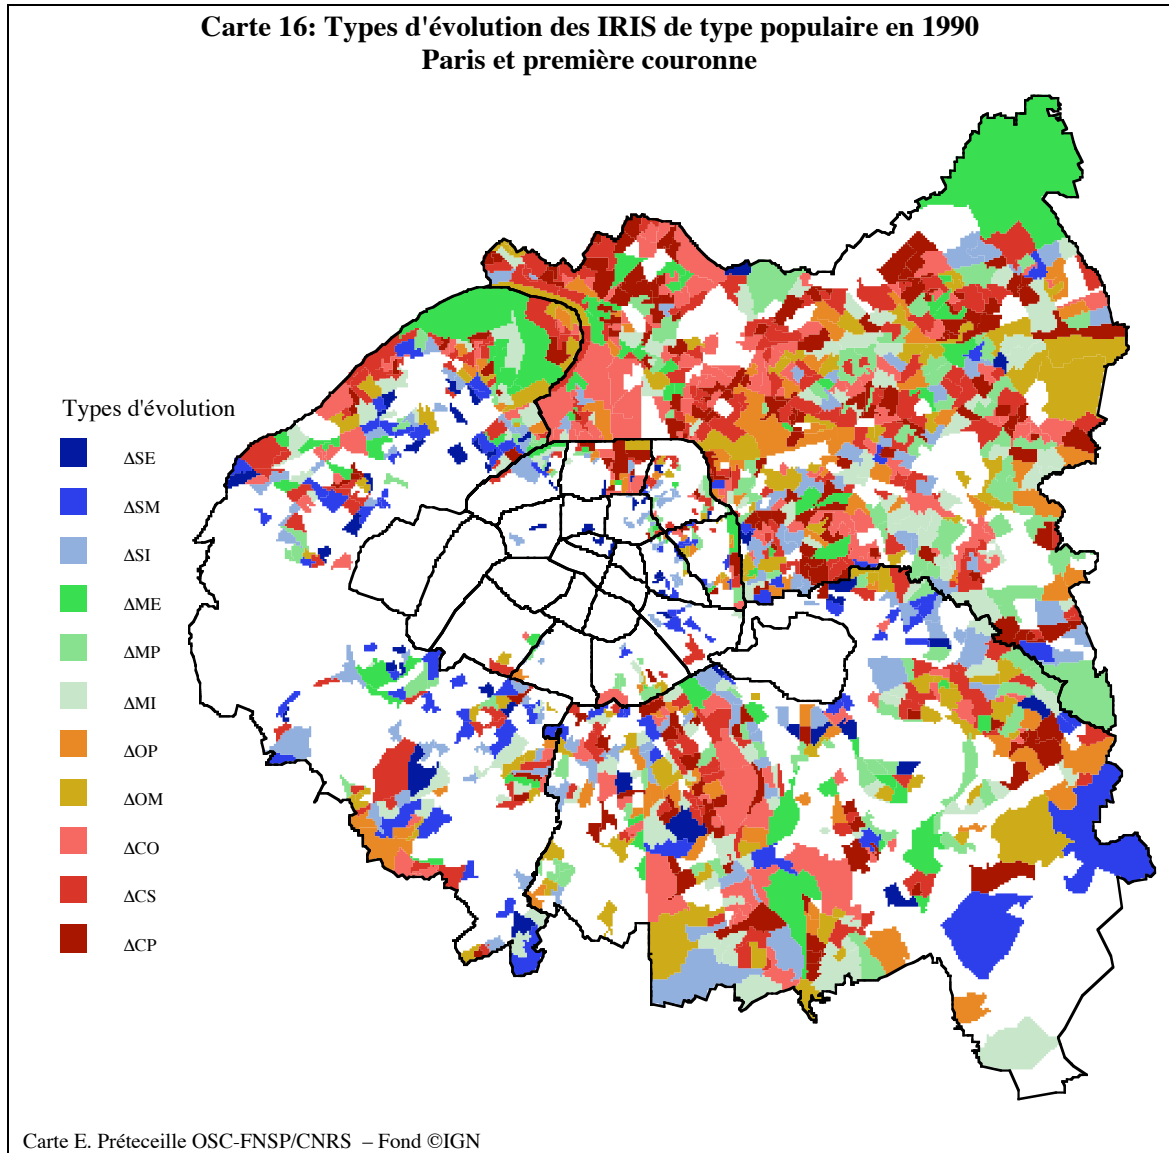 Carte 16: Types d'évolution des IRIS de type populaire en 1990
Paris et première couronne
Types d'évolution
ΔSE
ΔSM
ΔSI
ΔME
ΔMP
ΔMI
ΔOP
ΔOM
ΔCO
ΔCS
ΔCP
Carte E. Préteceille OSC-FNSP/CNRS – Fond ©IGN